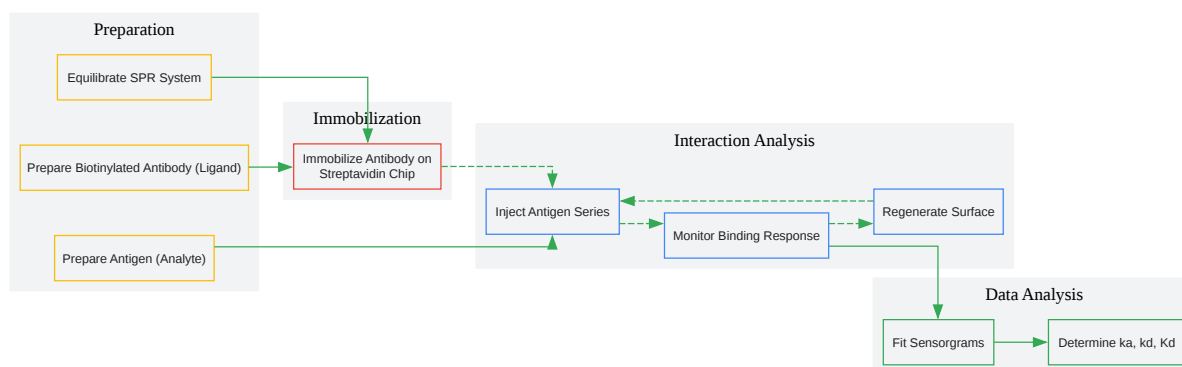 Preparation
Equilibrate SPR System
Prepare Biotinylated Antibody (Ligand)
Prepare Antigen (Analyte)
Immobilization
Immobilize Antibody on
Streptavidin Chip
Interaction Analysis
Inject Antigen Series
Monitor Binding Response
Regenerate Surface
Data Analysis
Fit Sensorgrams
Determine ka, kd, Kd